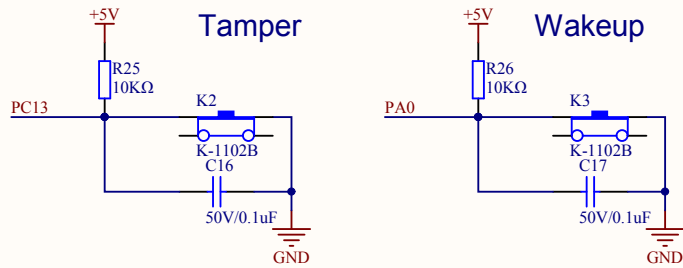 +5V
Tamper
R25
10KΩ
PC13
K2
K-1102B
C16
50V/0.1uF
GND
+5V
Wakeup
R26
10KΩ
PA0
K3
K-1102B
C17
50V/0.1uF
GND